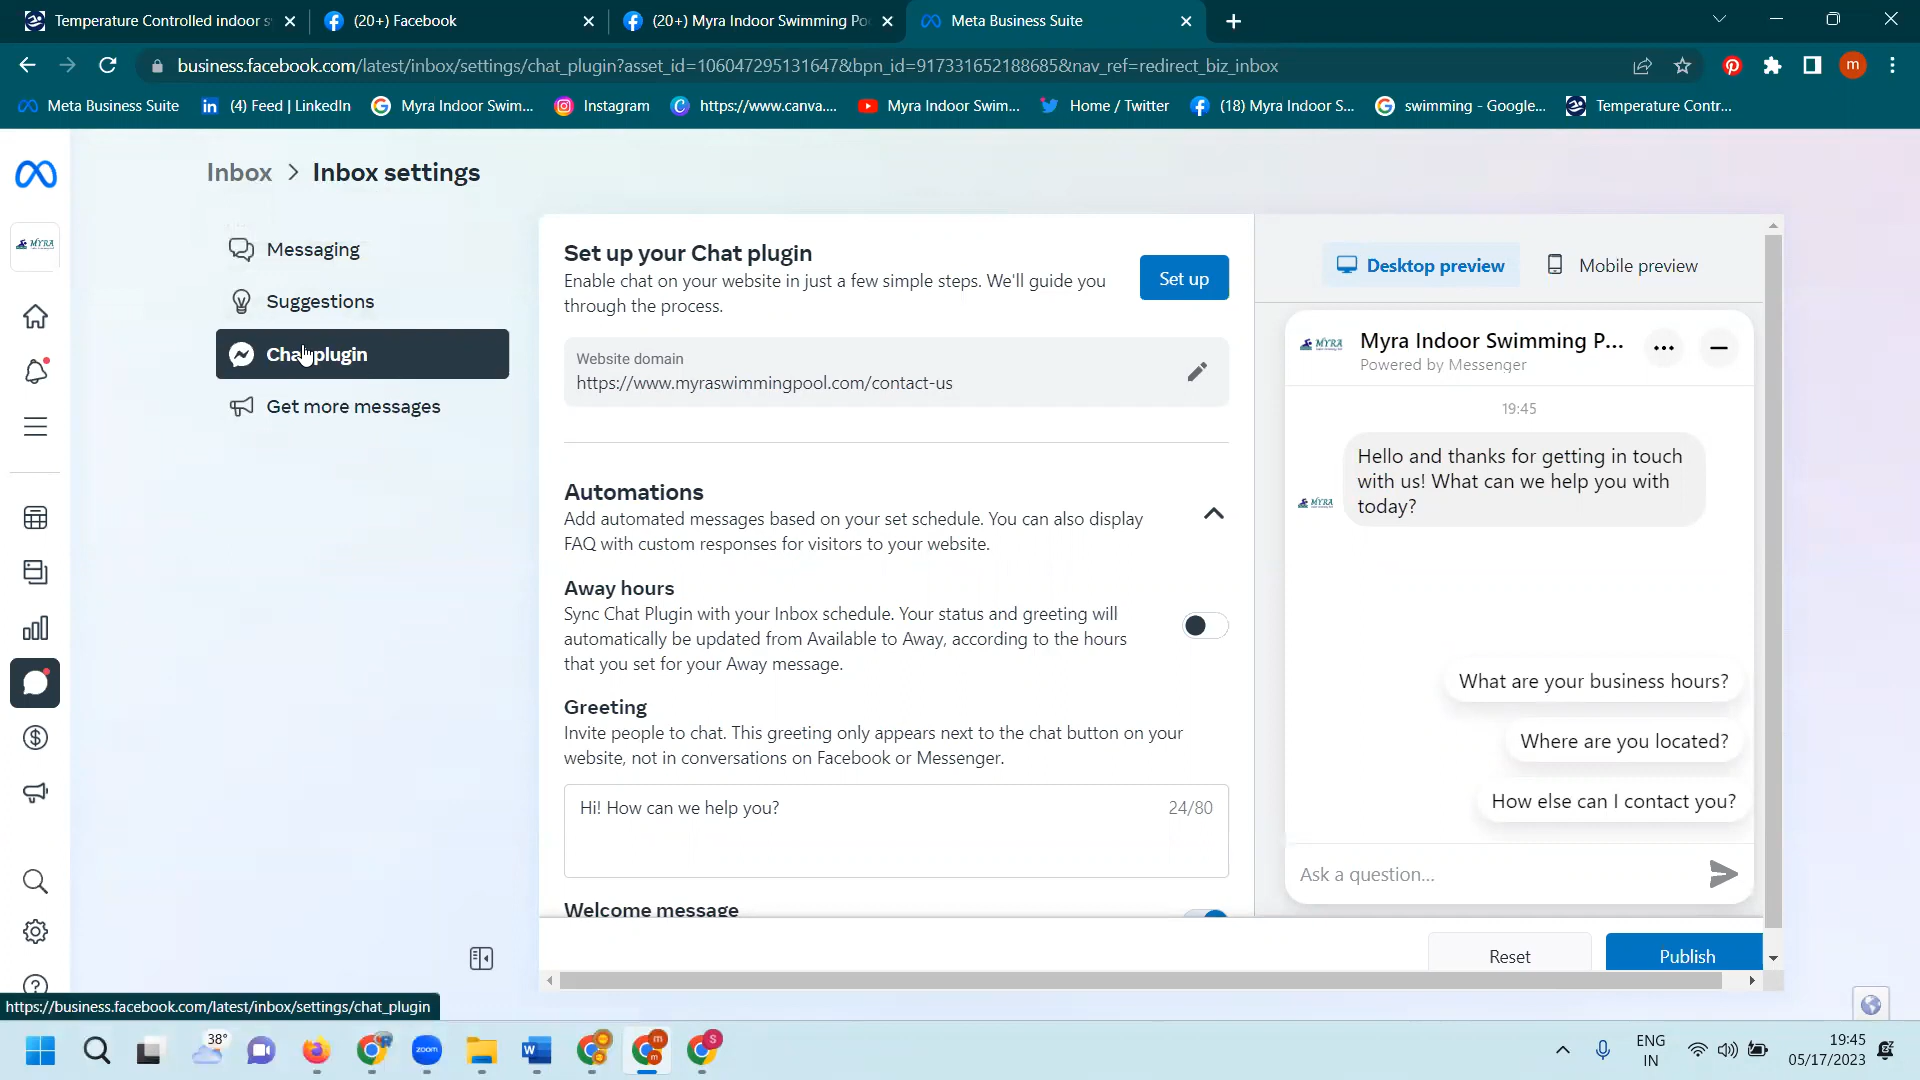 Temperature Controlled indoor s
(20+) Facebook
(20+) Myra Indoor Swimming Po
Meta Business Suite
business.facebook.com/latest/inbox/settings/chat_plugin?asset_id=106047295131647&bpn_id=917331652188685&nav_ref=redirect_biz_inbox
m
Meta Business Suite
(4) Feed | LinkedIn
Myra Indoor Swim...
Instagram
https://www.canva....
Myra Indoor Swim...
Home / Twitter
(18) Myra Indoor S...
swimming - Google...
Temperature Contr...
Inbox > Inbox settings
MYRA
Messaging
Suggestions
Chat plugin
Get more messages
Set up your Chat plugin
Enable chat on your website in just a few simple steps. We'll guide you
through the process.
Set up
Website domain
https://www.myraswimmingpool.com/contact-us
Automations
Add automated messages based on your set schedule. You can also display
FAQ with custom responses for visitors to your website.
Away hours
Sync Chat Plugin with your Inbox schedule. Your status and greeting will
automatically be updated from Available to Away, according to the hours
that you set for your Away message.
Greeting
Invite people to chat. This greeting only appears next to the chat button on your
website, not in conversations on Facebook or Messenger.
Hi! How can we help you?
24/80
Welcome message
Desktop preview
Mobile preview
MYRA
Myra Indoor Swimming P...
Powered by Messenger
19:45
Hello and thanks for getting in touch
with us! What can we help you with
today?
MYRA
What are your business hours?
Where are you located?
How else can I contact you?
Ask a question...
Reset
Publish
https://business.facebook.com/latest/inbox/settings/chat_plugin
38°
zoom
W
m
S
ENG
IN
19:45
05/17/2023